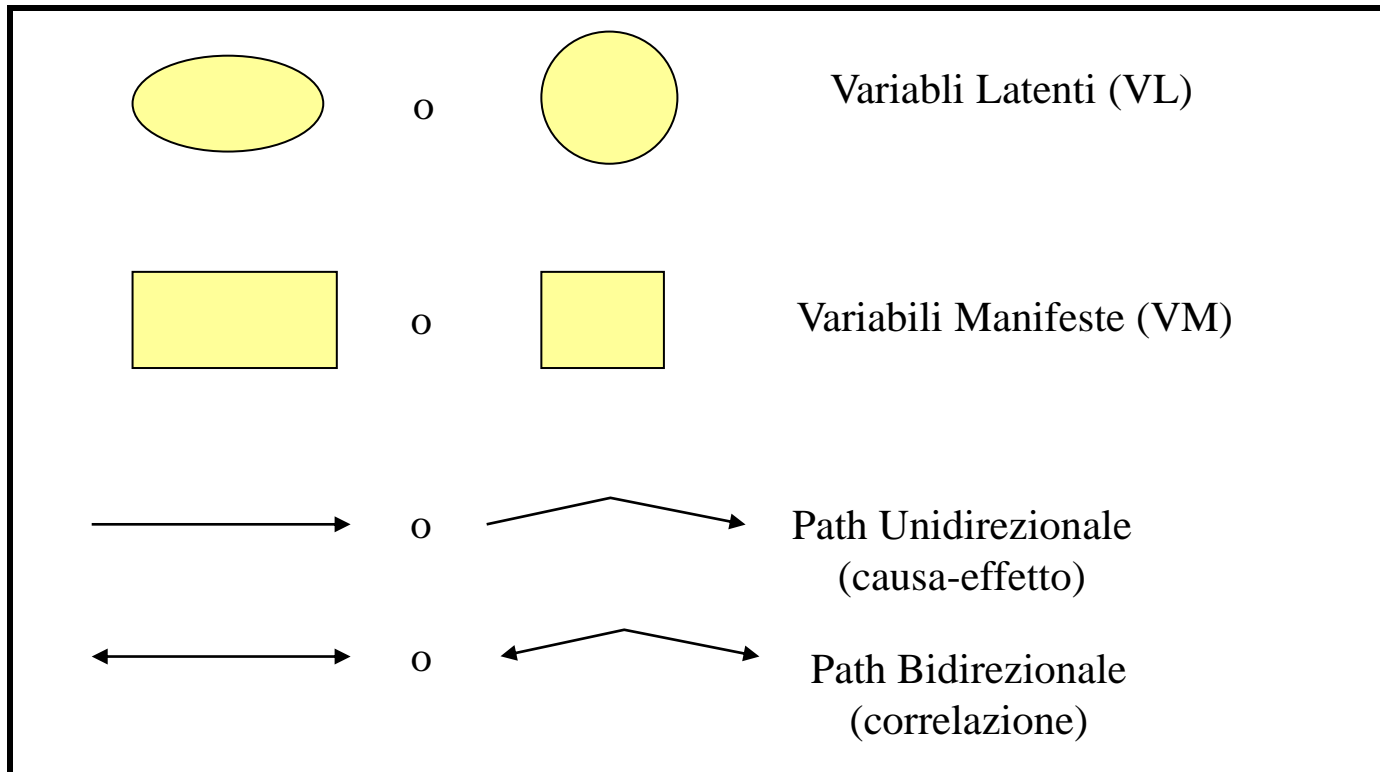 o Variabli Latenti (VL)
o Variabili Manifeste (VM)
o Path Unidirezionale
(causa-effetto)
o Path Bidirezionale
(correlazione)